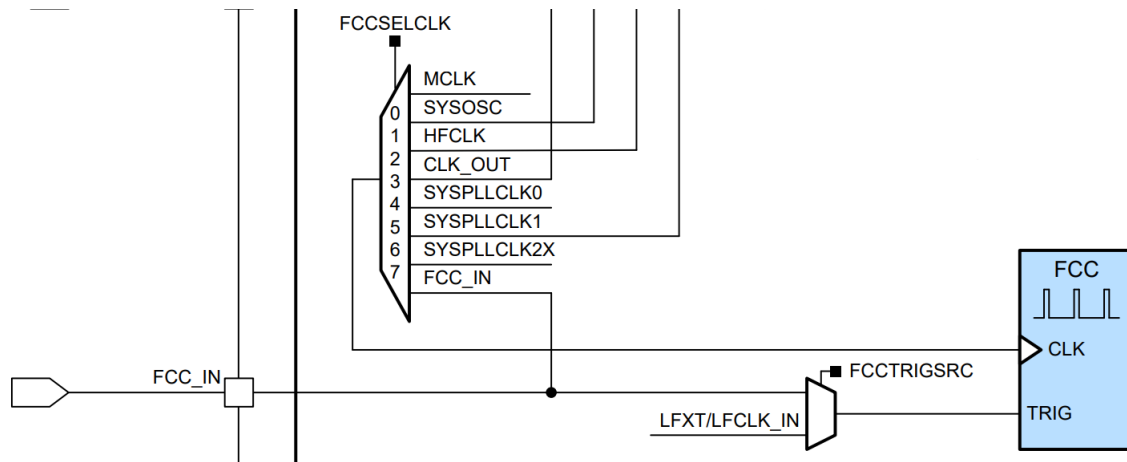 FCCSELCLK
MCLK
0
SYSOSC
1
HFCLK
2
CLK_OUT
3
SYSPLLCLK0
4
SYSPLLCLK1
5
SYSPLLCLK2X
6
FCC_IN
7
FCC
CLK
FCC_IN
FCCTRIGSRC
LFXT/LFCLK_IN
TRIG